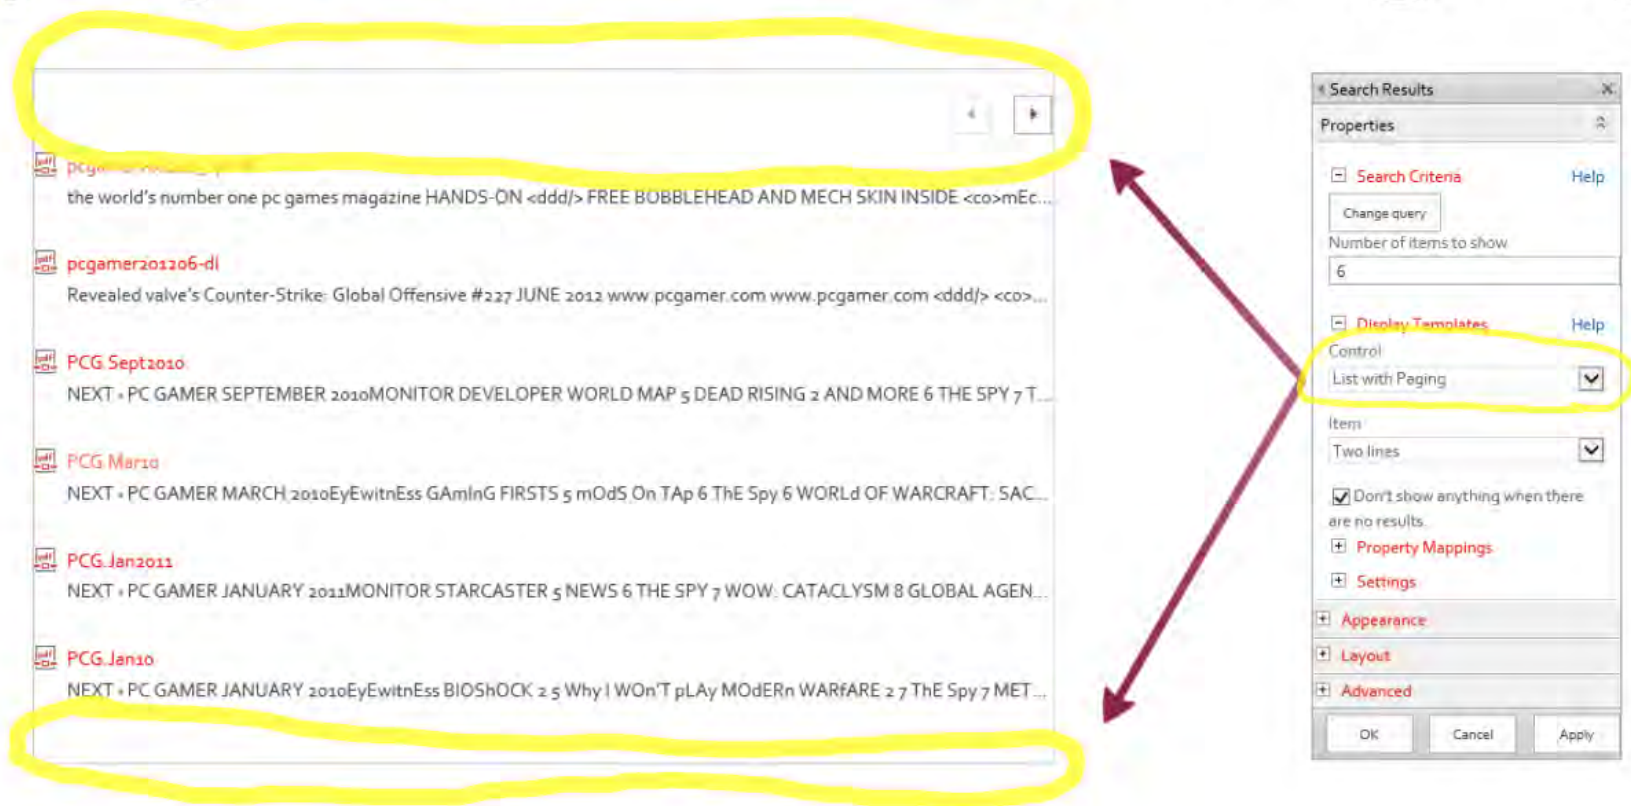 the world's number one pc games magazine HANDS-ON <ddd/> FREE BOBBLEHEAD AND MECH SKIN INSIDE <co>mEc...
pcgamer201206-dl
Revealed valve's Counter-Strike: Global Offensive #227 JUNE 2012 www.pcgamer.com www.pcgamer.com <ddd/> <co>...
PCG.Sept2010
NEXT • PC GAMER SEPTEMBER 2010MONITOR DEVELOPER WORLD MAP 5 DEAD RISING 2 AND MORE 6 THE SPY 7 T...
PCG.Mar10
NEXT • PC GAMER MARCH 2010EyEwitnEss GAmInG FIRSTS 5 mOdS On TAp 6 ThE Spy 6 WORLd OF WARCRAFT: SAC...
PCG.Jan2011
NEXT • PC GAMER JANUARY 2011MONITOR STARCASTER 5 NEWS 6 THE SPY 7 WOW: CATACLYSM 8 GLOBAL AGEN...
PCG.Jan10
NEXT • PC GAMER JANUARY 2010EyEwitnEss BIOShOCK 2 5 Why I WOn'T pLAy MOdERn WARfARE 2 7 ThE Spy 7 MET...
Search Results
Properties
Search Criteria Help
Change query
Number of items to show
6
Display Templates Help
Control
List with Paging
Item
Two lines
Don't show anything when there
are no results.
Property Mappings
Settings
Appearance
Layout
Advanced
OK Cancel Apply